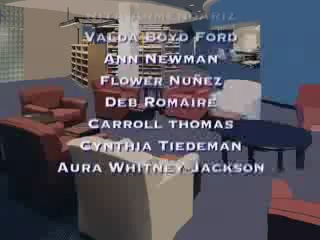 Valda Boyd Ford
Ann Newman
Flower Nuñez
Deb Romaire
Carroll thomas
Cynthia Tiedeman
Aura Whitney-Jackson